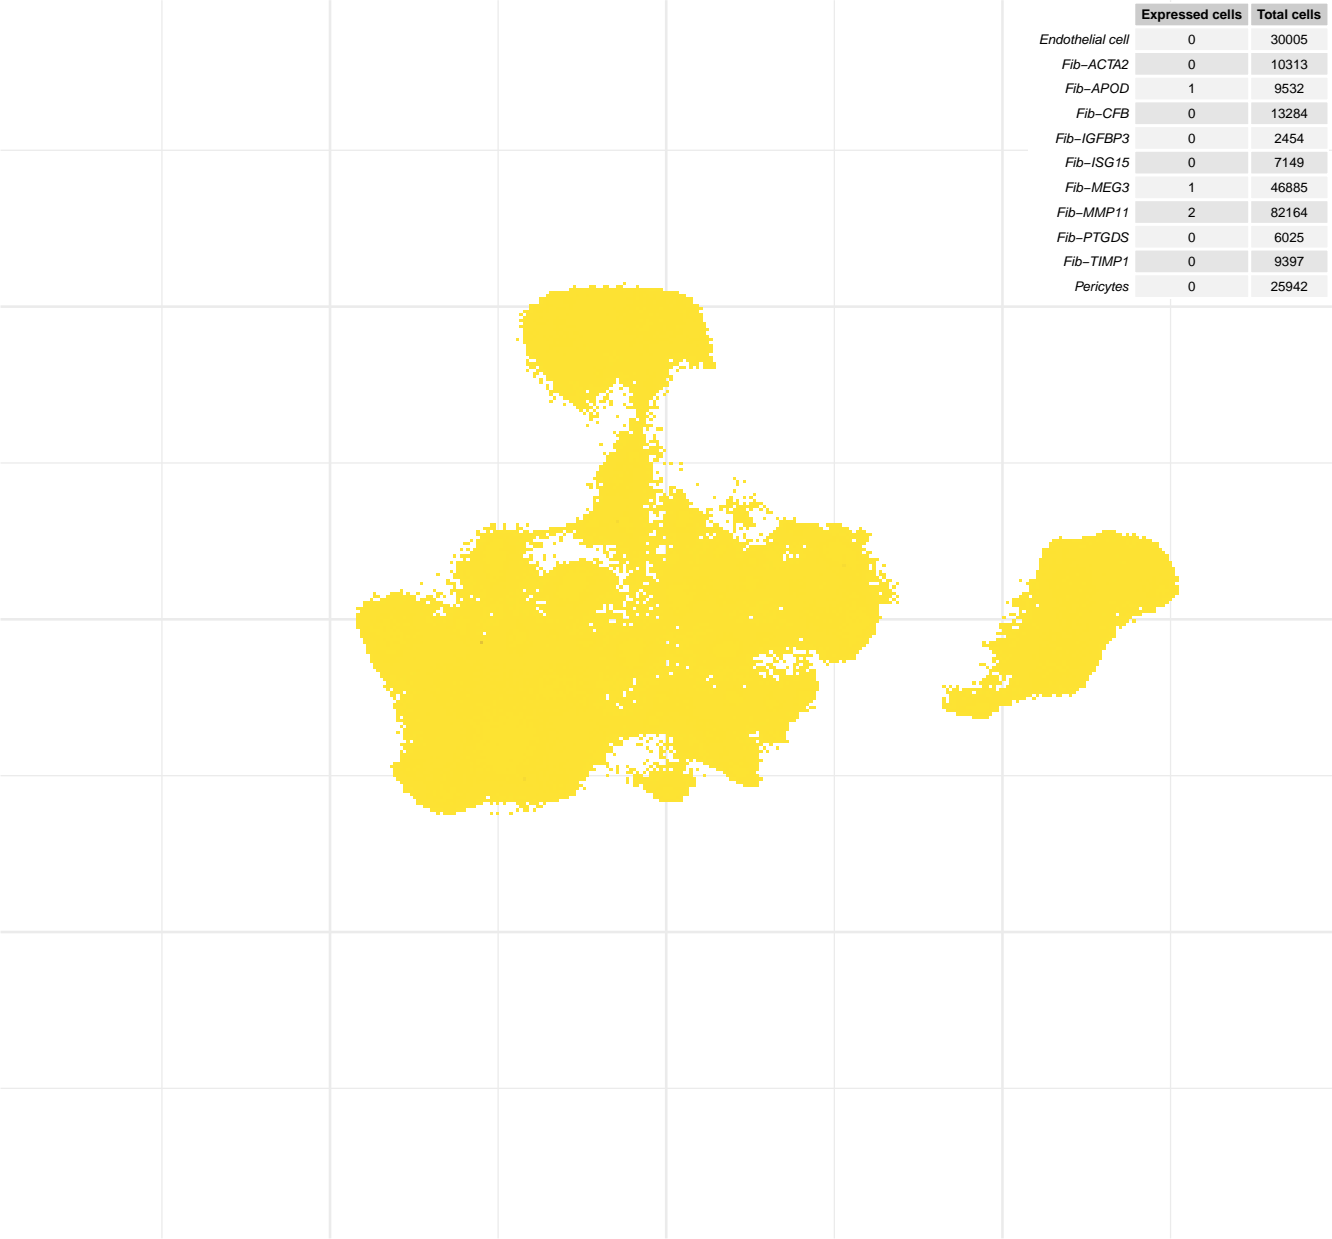 Expressed cells Total cells
Endothelial cell 0 30005
Fib−ACTA2 0 10313
Fib−APOD 1 9532
Fib−CFB 0 13284
Fib−IGFBP3 0 2454
Fib−ISG15 0 7149
Fib−MEG3 1 46885
Fib−MMP11 2 82164
Fib−PTGDS 0 6025
Fib−TIMP1 0 9397
Pericytes 0 25942